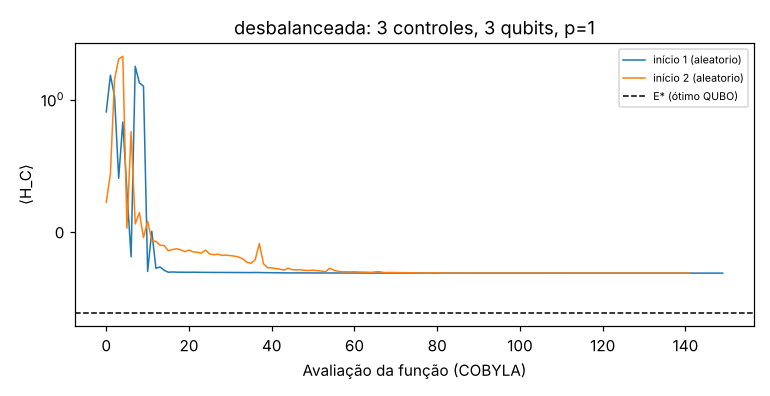 desbalanceada: 3 controles, 3 qubits, p=1
início 1 (aleatorio)
início 2 (aleatorio)
E* (ótimo QUBO)
⟨H_C⟩
10⁰
0
0 20 40 60 80 100 120 140
Avaliação da função (COBYLA)